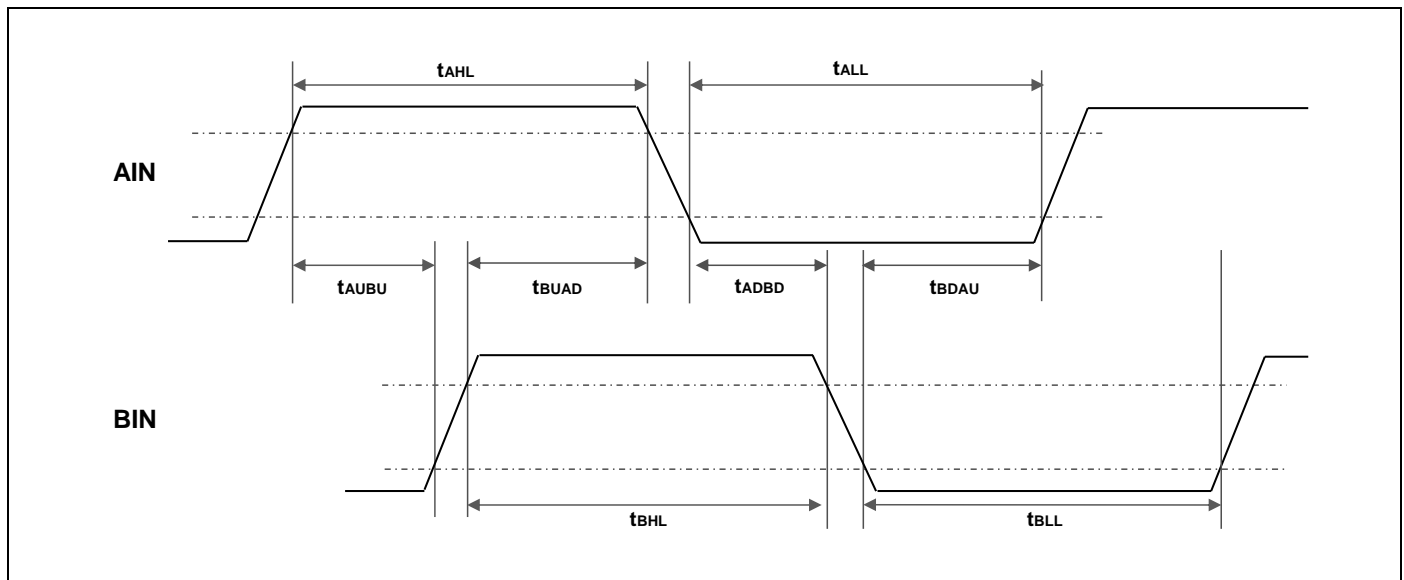 tAHL
tALL
AIN
tAUBU
tBUAD
tADBD
tBDAU
BIN
tBHL
tBLL